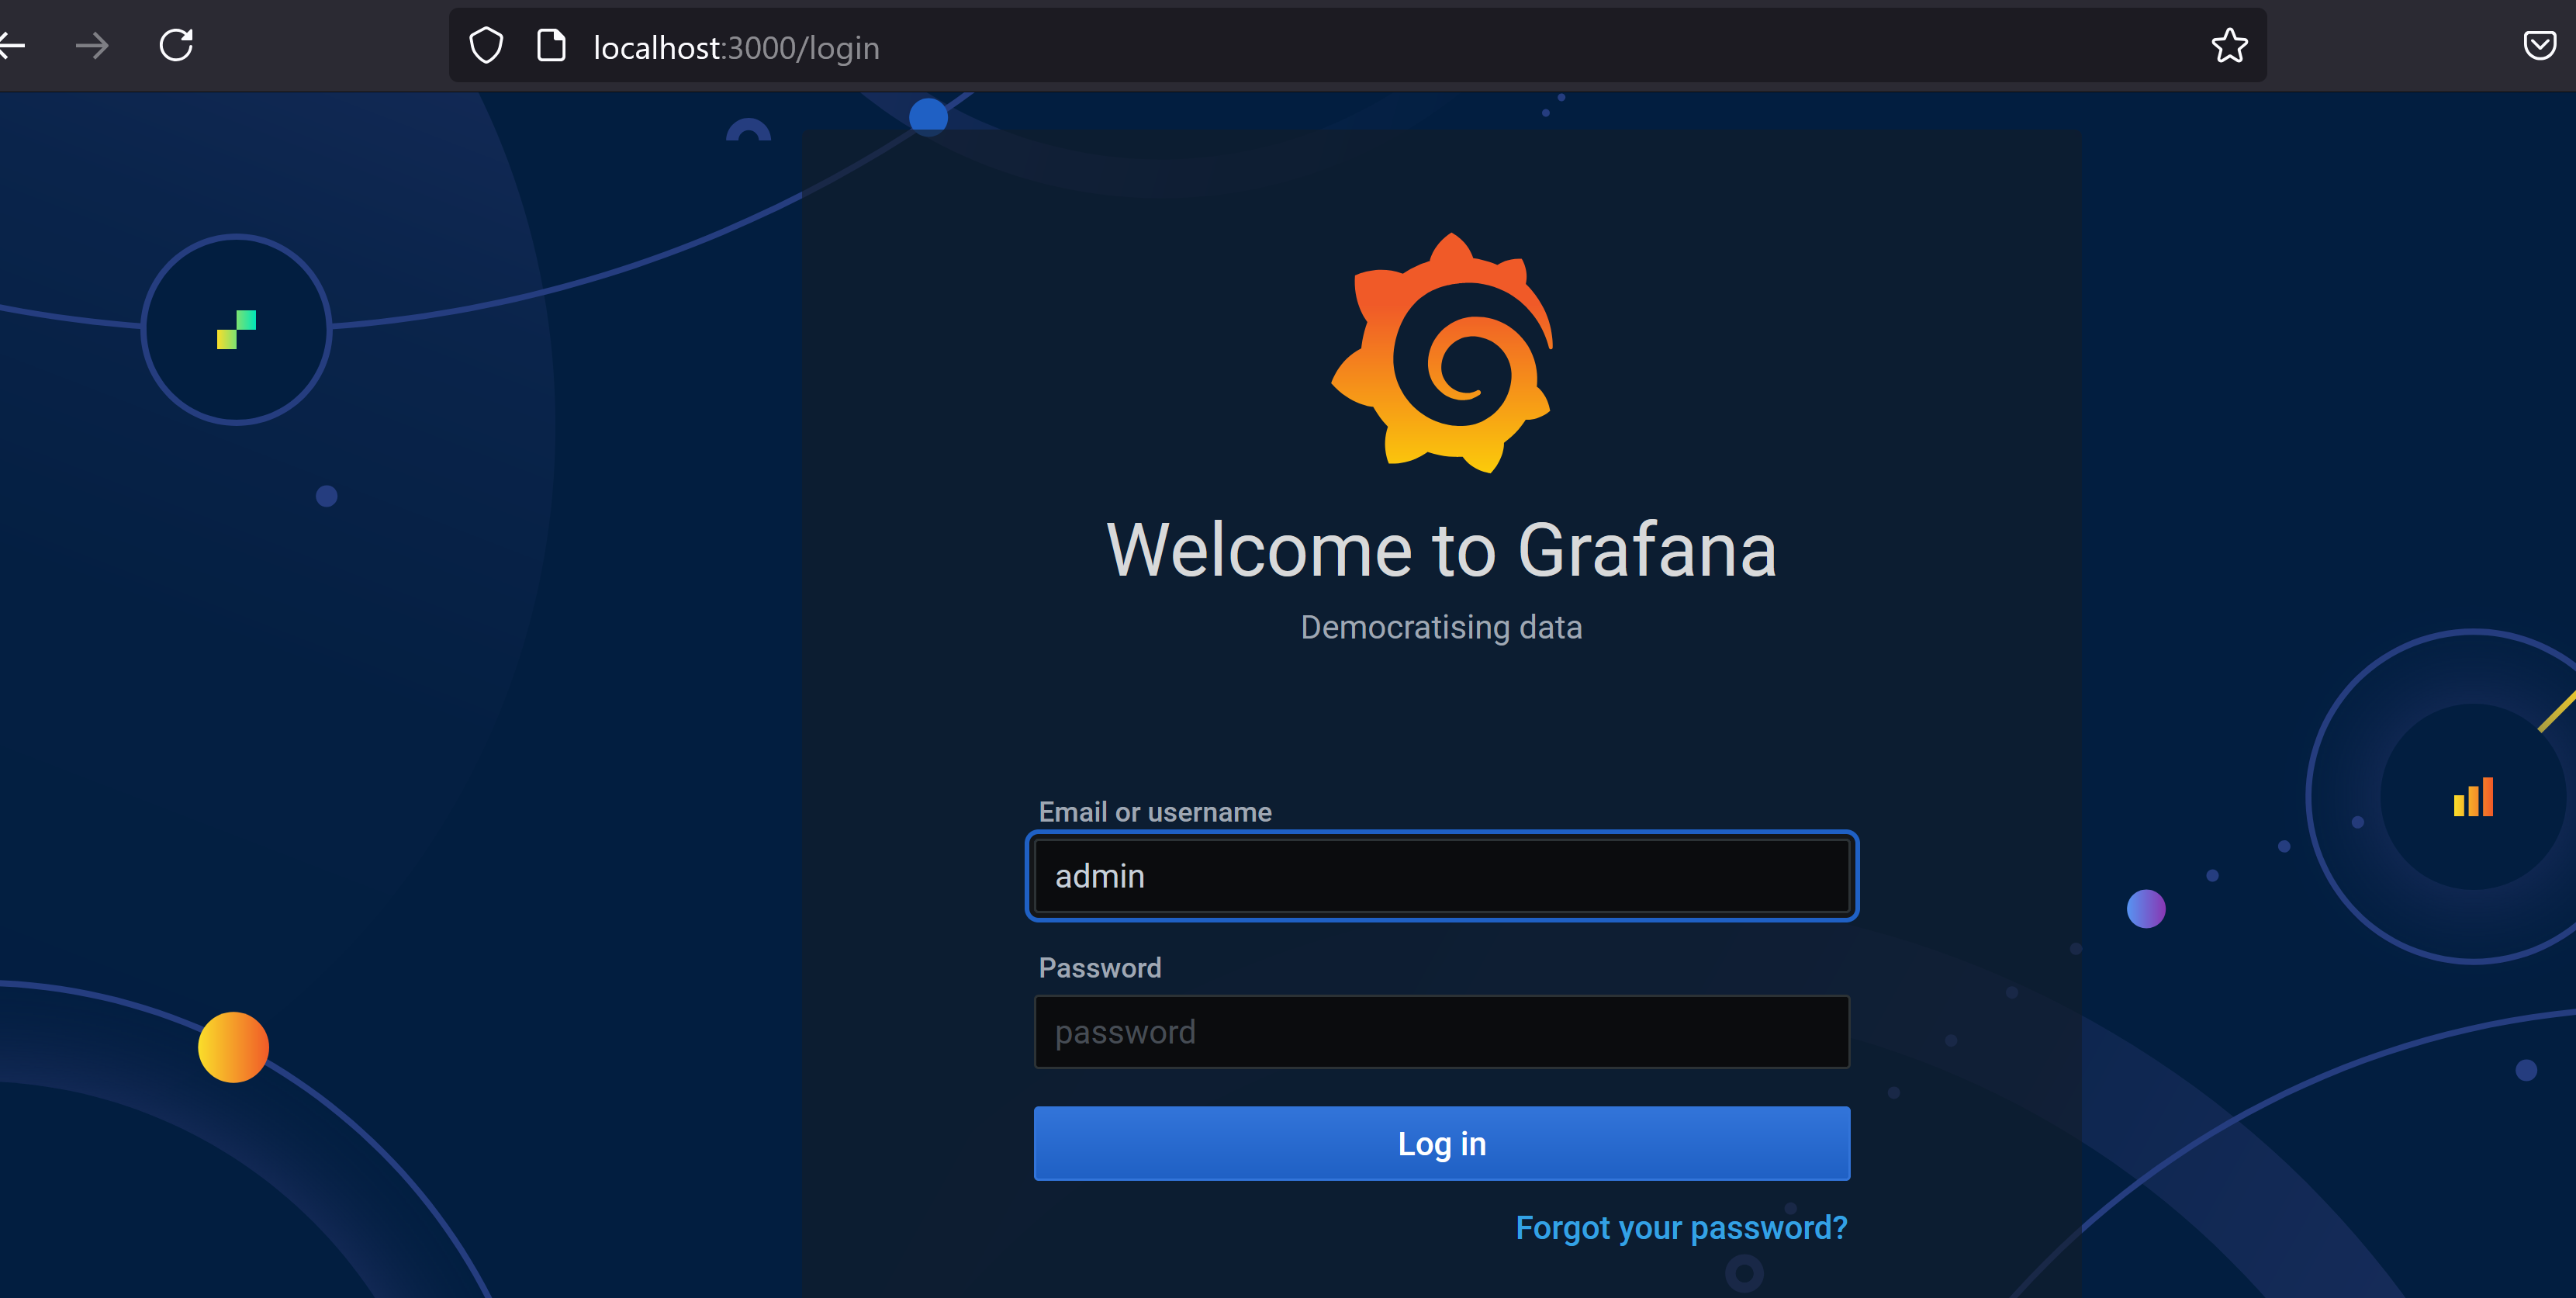 localhost:3000/login
Welcome to Grafana
Democratising data
Email or username
admin
Password
password
Log in
Forgot your password?